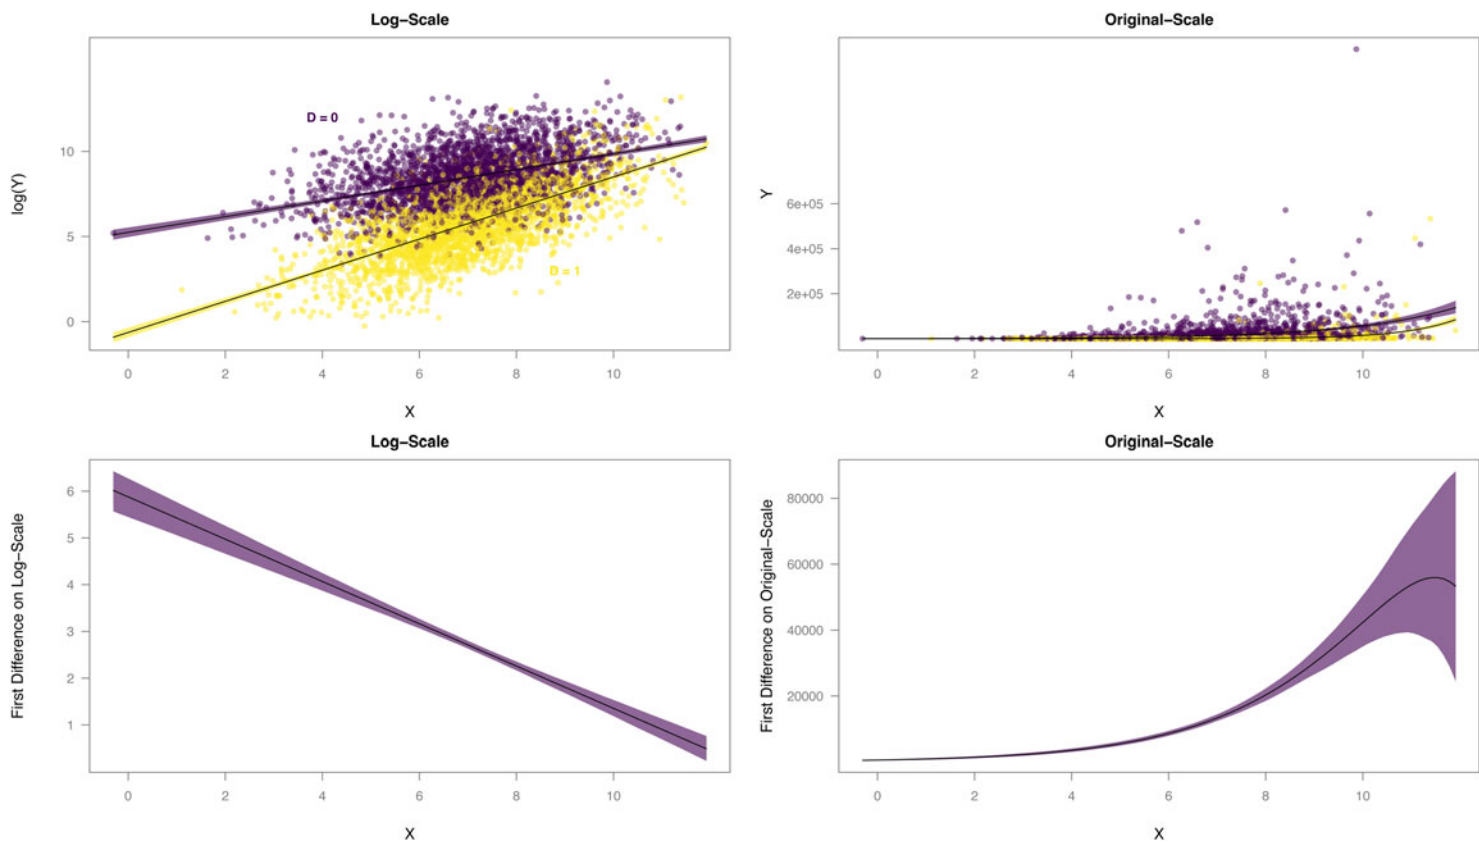 Log−Scale
log(Y)
10
5
0
D = 0
D = 1
0 2 4 6 8 10
X
Original−Scale
Y
6e+05
4e+05
2e+05
0 2 4 6 8 10
X
Log−Scale
First Difference on Log−Scale
6
5
4
3
2
1
0 2 4 6 8 10
X
Original−Scale
First Difference on Original−Scale
80000
60000
40000
20000
0 2 4 6 8 10
X